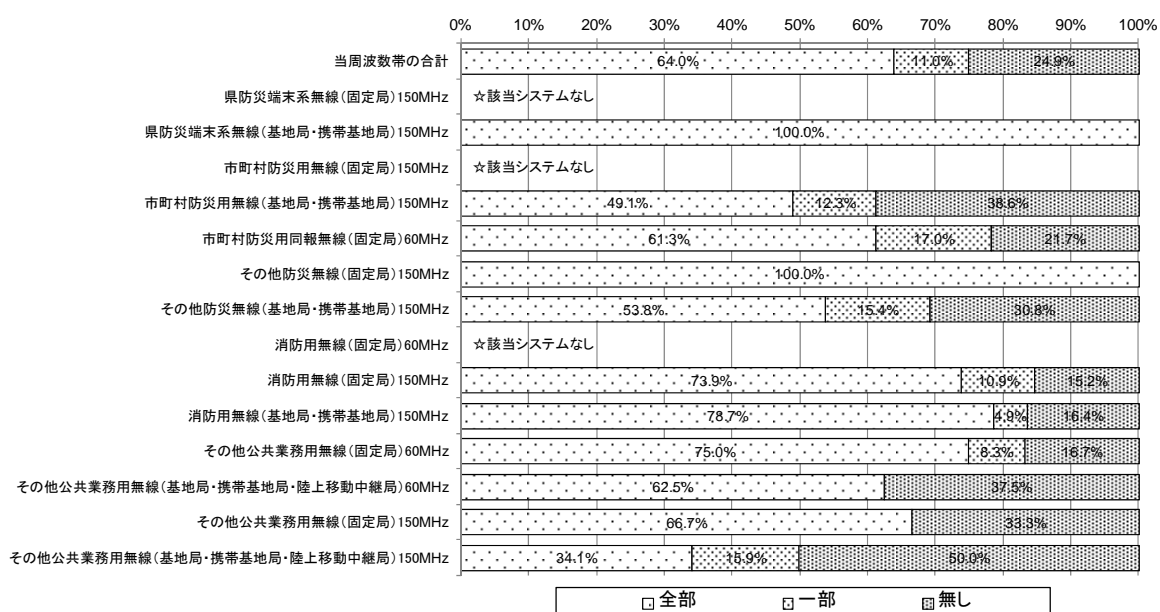 0% 10% 20% 30% 40% 50% 60% 70% 80% 90% 100%
当周波数帯の合計 64.0% 11.0% 24.9%
県防災端末系無線(固定局)150MHz ☆該当システムなし
県防災端末系無線(基地局・携帯基地局)150MHz 100.0%
市町村防災用無線(固定局)150MHz ☆該当システムなし
市町村防災用無線(基地局・携帯基地局)150MHz 49.1% 12.3% 38.6%
市町村防災用同報無線(固定局)60MHz 61.3% 17.0% 21.7%
その他防災無線(固定局)150MHz 100.0%
その他防災無線(基地局・携帯基地局)150MHz 53.8% 15.4% 30.8%
消防用無線(固定局)60MHz ☆該当システムなし
消防用無線(固定局)150MHz 73.9% 10.9% 15.2%
消防用無線(基地局・携帯基地局)150MHz 78.7% 4.9% 16.4%
その他公共業務用無線(固定局)60MHz 75.0% 8.3% 16.7%
その他公共業務用無線(基地局・携帯基地局・陸上移動中継局)60MHz 62.5% 37.5%
その他公共業務用無線(固定局)150MHz 66.7% 33.3%
その他公共業務用無線(基地局・携帯基地局・陸上移動中継局)150MHz 34.1% 15.9% 50.0%
全部 一部 無し